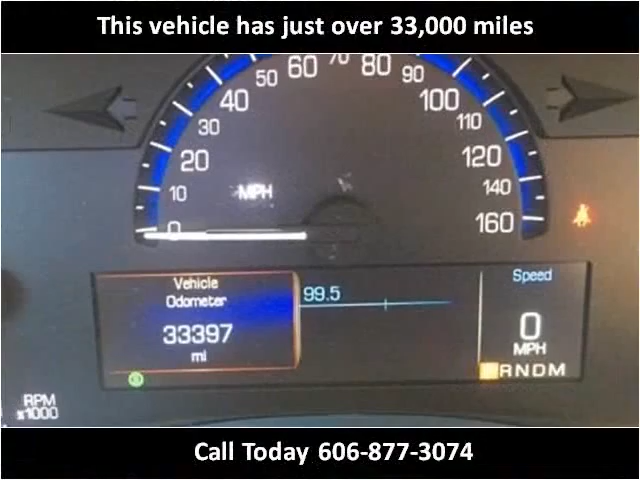 This vehicle has just over 33,000 miles
0 10 20 30 40 50 60 70 80 90 100 110 120 140 160
MPH
Vehicle
Odometer
33397
mi
99.5
Speed
0
MPH
RNDM
RPM
x1000
Call Today 606-877-3074